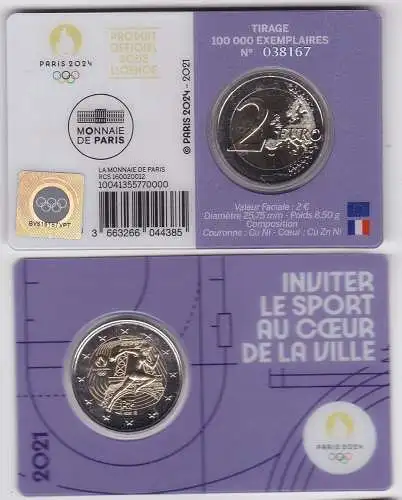 PARIS 2024
PRODUIT
OFFICIEL
SOUS
LICENCE
© PARIS 2024 - 2021
TIRAGE
100 000 EXEMPLAIRES
N° 038167
MONNAIE
DE PARIS
2 EURO
LA MONNAIE DE PARIS
RCS 160020012
10041355770000
3 663266 044385
Valeur Faciale : 2 €
Diamètre 25,75 mm - Poids 8,50 g
Composition
Couronne : Cu Ni - Cœur : Cu Zn Ni
INVITER
LE SPORT
AU CŒUR
DE LA VILLE
2021
PARIS 2024